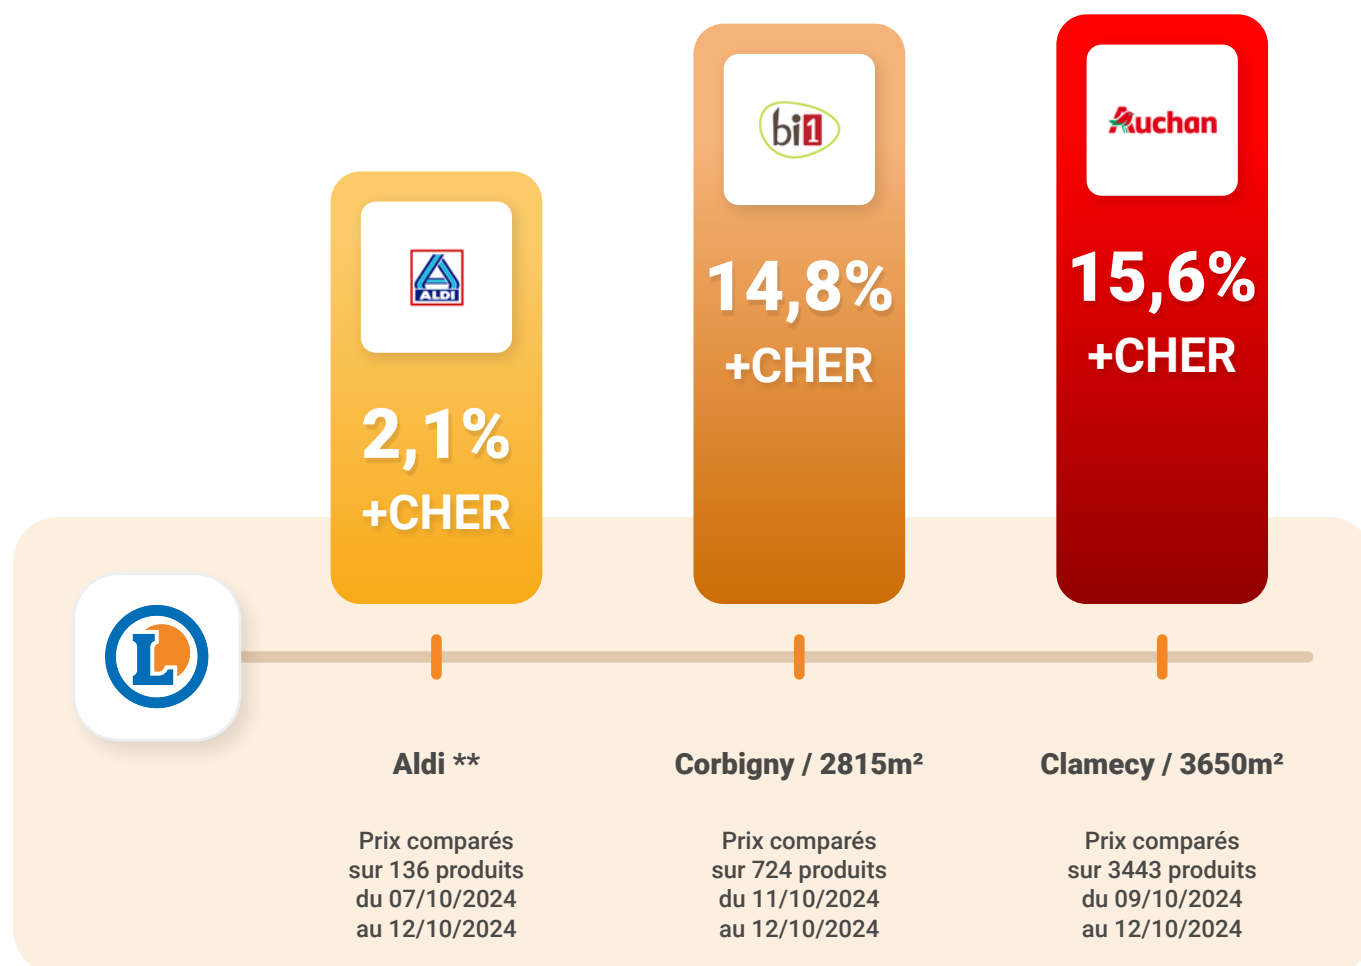 ALDI
2,1%
+CHER
bi1
14,8%
+CHER
Auchan
15,6%
+CHER
L
Aldi **
Prix comparés
sur 136 produits
du 07/10/2024
au 12/10/2024
Corbigny / 2815m²
Prix comparés
sur 724 produits
du 11/10/2024
au 12/10/2024
Clamecy / 3650m²
Prix comparés
sur 3443 produits
du 09/10/2024
au 12/10/2024